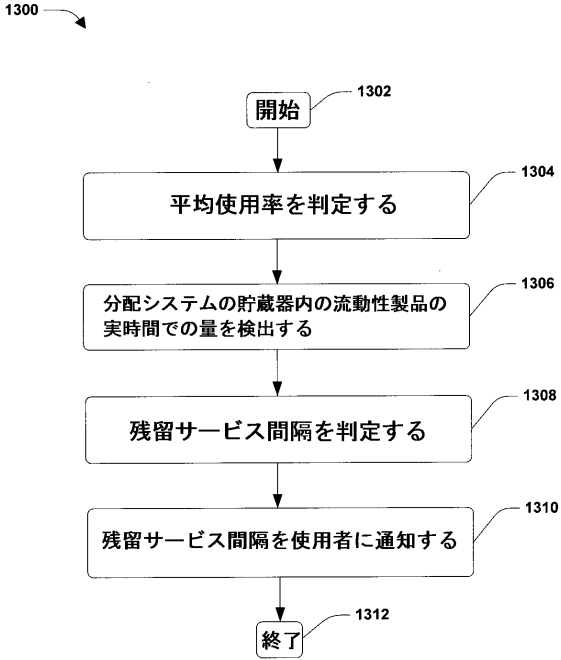 1300
開始
1302
平均使用率を判定する
1304
分配システムの貯蔵器内の流動性製品の
実時間での量を検出する
1306
残留サービス間隔を判定する
1308
残留サービス間隔を使用者に通知する
1310
終了
1312